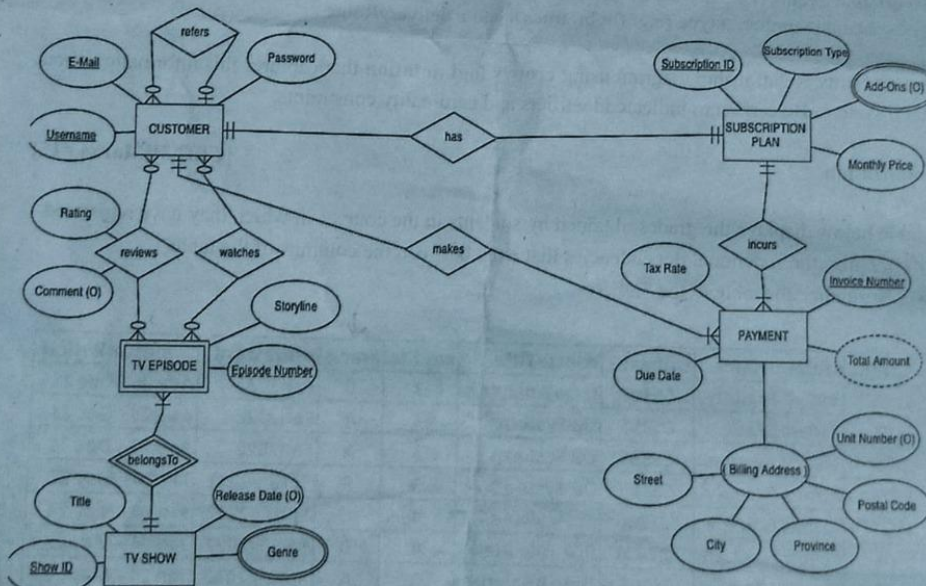 refers
E-Mail
Password
Username
CUSTOMER
has
Subscription ID
Subscription Type
Add-Ons (O)
SUBSCRIPTION
PLAN
Monthly Price
Rating
reviews
watches
makes
incurs
Comment (O)
Storyline
Tax Rate
Invoice Number
TV EPISODE
Episode Number
PAYMENT
Due Date
Total Amount
belongsTo
Title
Release Date (O)
Show ID
TV SHOW
Genre
Street
(Billing Address)
Unit Number (O)
Postal Code
City
Province